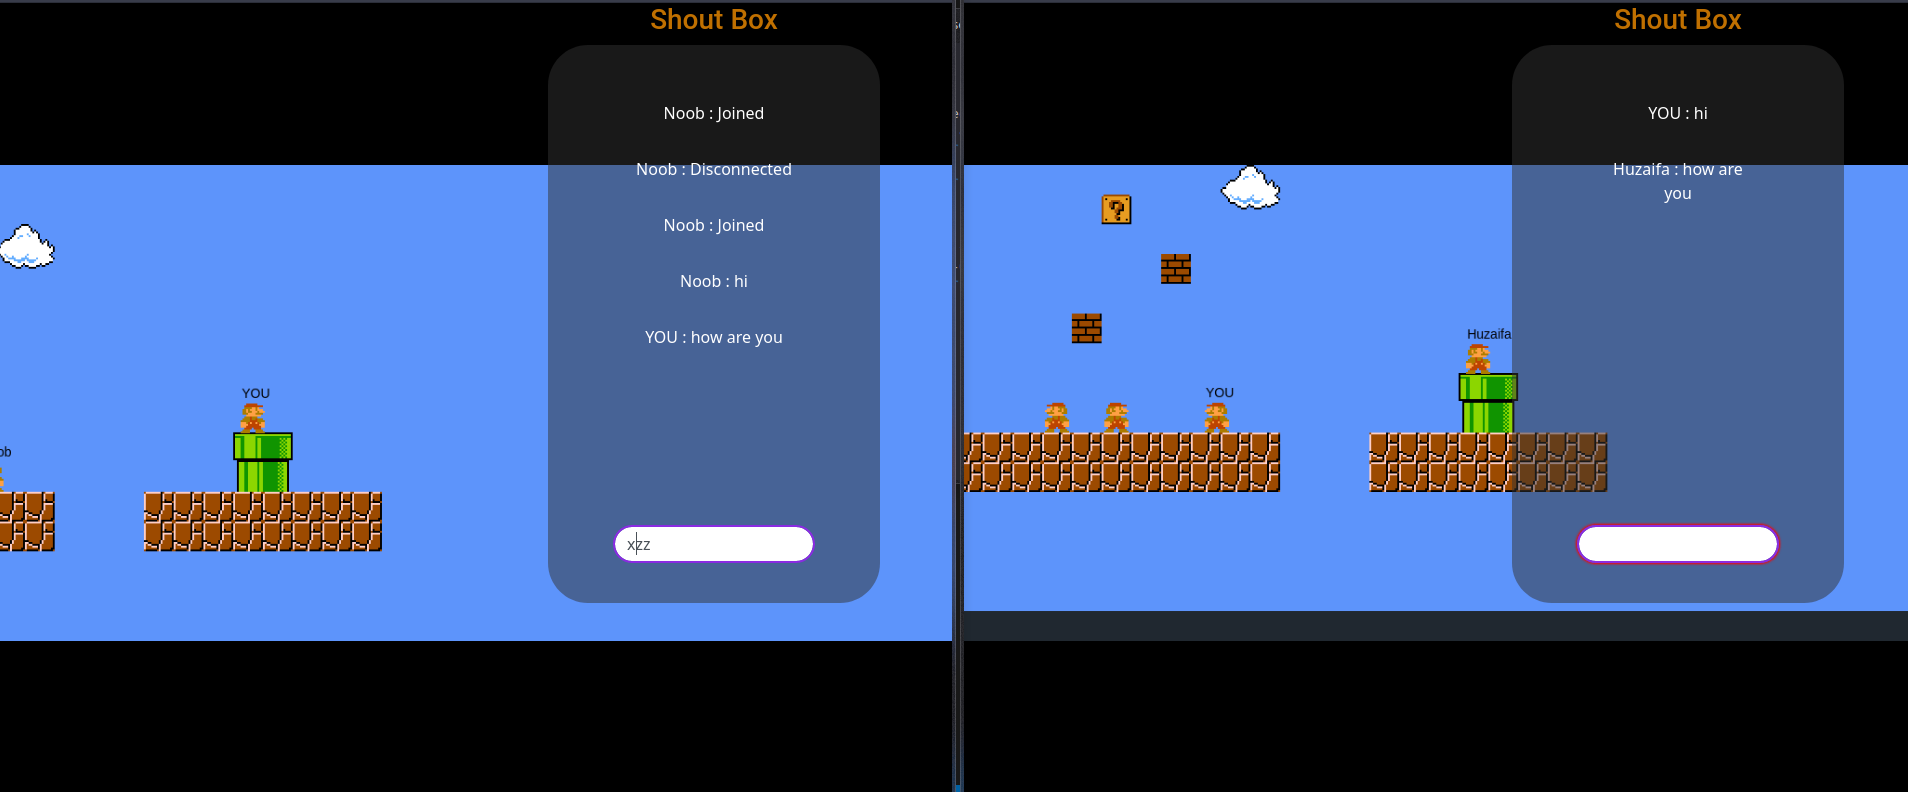 Shout Box
Noob : Joined
Noob : Disconnected
Noob : Joined
Noob : hi
YOU : how are you
YOU
ob
xzz
Shout Box
YOU : hi
Huzaifa : how are
you
?
Huzaifa
YOU